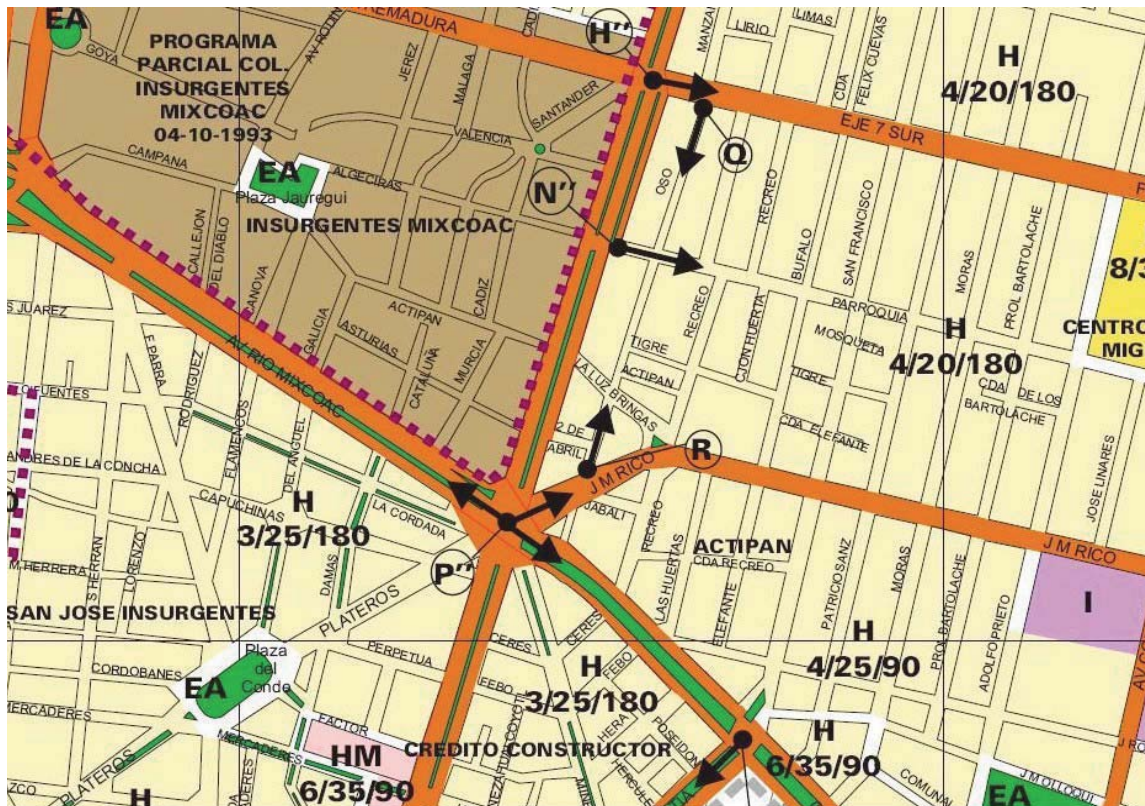 EA
GOYA
PROGRAMA
PARCIAL COL.
INSURGENTES
MIXCOAC
04-10-1993
REMADURA
JEREZ
MALAGA
SANTANDER
VALENCIA
H''
MANZAN
LIRIO
LIMAS
CDA
FELIX CUEVAS
H
4/20/180
EJE 7 SUR
Q
CAMPANA
EA
Plaza Jauregui
ALGECIRAS
N''
OSO
RECREO
INSURGENTES MIXCOAC
CALLEJON
DEL DIABLO
CANOVA
GALICIA
ACTIPAN
ASTURIAS
CATALUÑA
CADIZ
MURCIA
BUFALO
SAN FRANCISCO
MORAS
PROL BARTOLACHE
8/3
PARROQUIA
MOSQUETA
H
4/20/180
CENTRO
MIG
S JUAREZ
F PARRA
RODRIGUEZ
AV RIO MIXCOAC
RECREO
CJON HUERTA
TIGRE
ACTIPAN
TIGRE
CDA
DE LOS
BARTOLACHE
CIFUENTES
FLAMENCOS
DEL ANGUEL
LA LUZ BRINGAS
2 DE
ABRIL
CDA ELEFANTE
R
J M RICO
ANDRES DE LA CONCHA
CAPUCHINAS
H
3/25/180
LA CORDADA
JABALI
RECREO
JOSE LINARES
J M RICO
P''
ACTIPAN
CDA RECREO
M HERRERA
S HERRAN
LORENZO
DAMAS
PLATEROS
LAS HUERTAS
ELEFANTE
PATRICIO SANZ
MORAS
PROL BARTOLACHE
ADOLFO PRIETO
I
SAN JOSE INSURGENTES
CERES
CERES
H
4/25/90
Plaza
del
Conde
EA
CORDOBANES
PERPETUA
FEBO
FEBO
H
3/25/180
MERCADERES
FACTOR
MERCADERES
HERA
POSEIDON
CREDITO CONSTRUCTOR
HM
6/35/90
H
6/35/90
PLATEROS
H
HERCULE
COMUNAL
J M OLLOQUI
EA